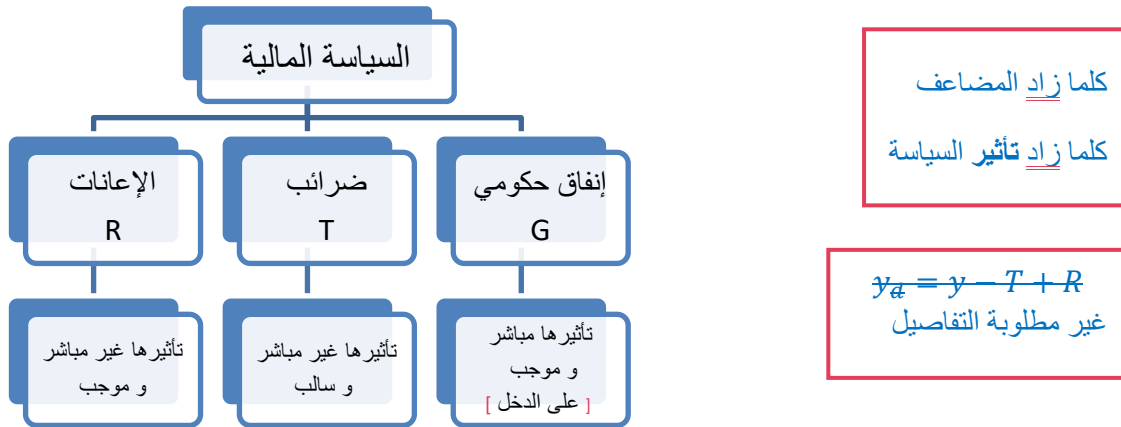 السياسة المالية
إنفاق حكومي
G
ضرائب
T
الإعانات
R
تأثيرها مباشر
و موجب
[ على الدخل ]
تأثيرها غير مباشر
و سالب
تأثيرها غير مباشر
و موجب
كلما زاد المضاعف
كلما زاد تأثير السياسة
y_a = y − T + R
غير مطلوبة التفاصيل